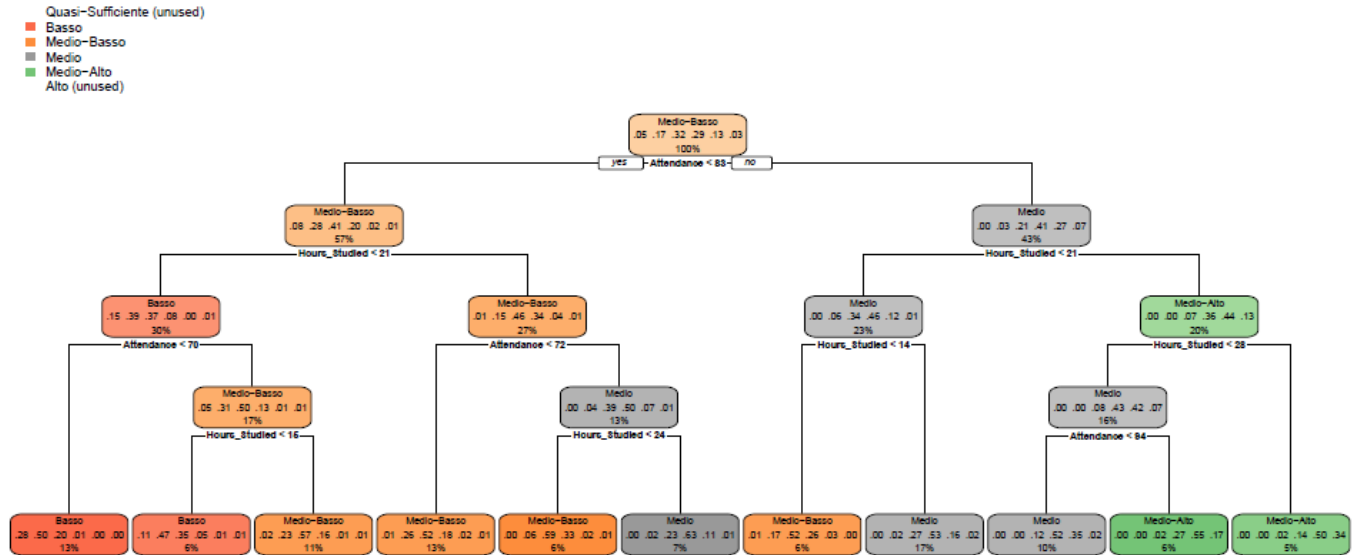 Quasi-Sufficiente (unused)
Basso
Medio-Basso
Medio
Medio-Alto
Alto (unused)
Medio-Basso
.05 .17 .32 .29 .13 .03
100%
yes Attendance < 83 no
Medio-Basso
.08 .28 .41 .20 .02 .01
57%
Hours_Studied < 21
Medio
.00 .03 .21 .41 .27 .07
43%
Hours_Studied < 21
Basso
.15 .39 .37 .08 .00 .01
30%
Attendance < 70
Medio-Basso
.01 .15 .46 .34 .04 .01
27%
Attendance < 72
Medio
.00 .06 .34 .46 .12 .01
23%
Hours_Studied < 14
Medio-Alto
.00 .00 .07 .36 .44 .13
20%
Hours_Studied < 28
Medio-Basso
.05 .31 .50 .13 .01 .01
17%
Hours_Studied < 15
Medio
.00 .04 .39 .50 .07 .01
13%
Hours_Studied < 24
Medio
.00 .00 .08 .43 .42 .07
16%
Attendance < 94
Basso
.28 .50 .20 .01 .00 .00
13%
Basso
.11 .47 .35 .05 .01 .01
6%
Medio-Basso
.02 .23 .57 .16 .01 .01
11%
Medio-Basso
.01 .26 .52 .18 .02 .01
13%
Medio-Basso
.00 .06 .59 .33 .02 .01
6%
Medio
.00 .02 .23 .63 .11 .01
7%
Medio-Basso
.01 .17 .52 .26 .03 .00
6%
Medio
.00 .02 .27 .53 .16 .02
17%
Medio
.00 .00 .12 .52 .35 .02
10%
Medio-Alto
.00 .00 .02 .27 .55 .17
6%
Medio-Alto
.00 .00 .02 .14 .50 .34
5%